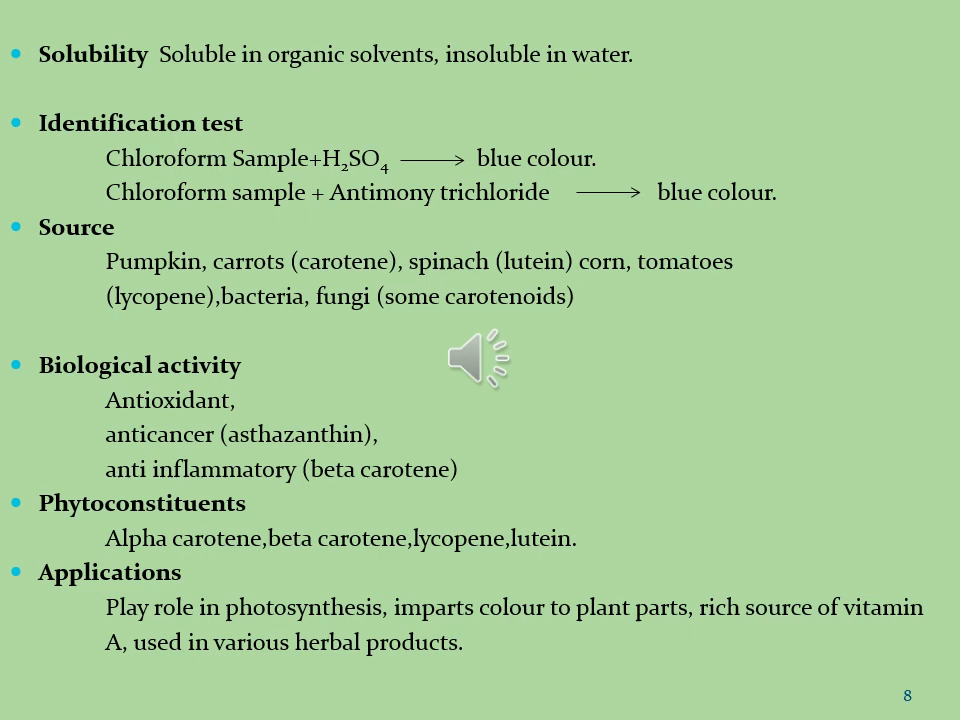 • Solubility Soluble in organic solvents, insoluble in water.
• Identification test
Chloroform Sample+H₂SO₄ ⟶ blue colour.
Chloroform sample + Antimony trichloride ⟶ blue colour.
• Source
Pumpkin, carrots (carotene), spinach (lutein) corn, tomatoes
(lycopene),bacteria, fungi (some carotenoids)
• Biological activity
Antioxidant,
anticancer (asthazanthin),
anti inflammatory (beta carotene)
• Phytoconstituents
Alpha carotene,beta carotene,lycopene,lutein.
• Applications
Play role in photosynthesis, imparts colour to plant parts, rich source of vitamin
A, used in various herbal products.
8